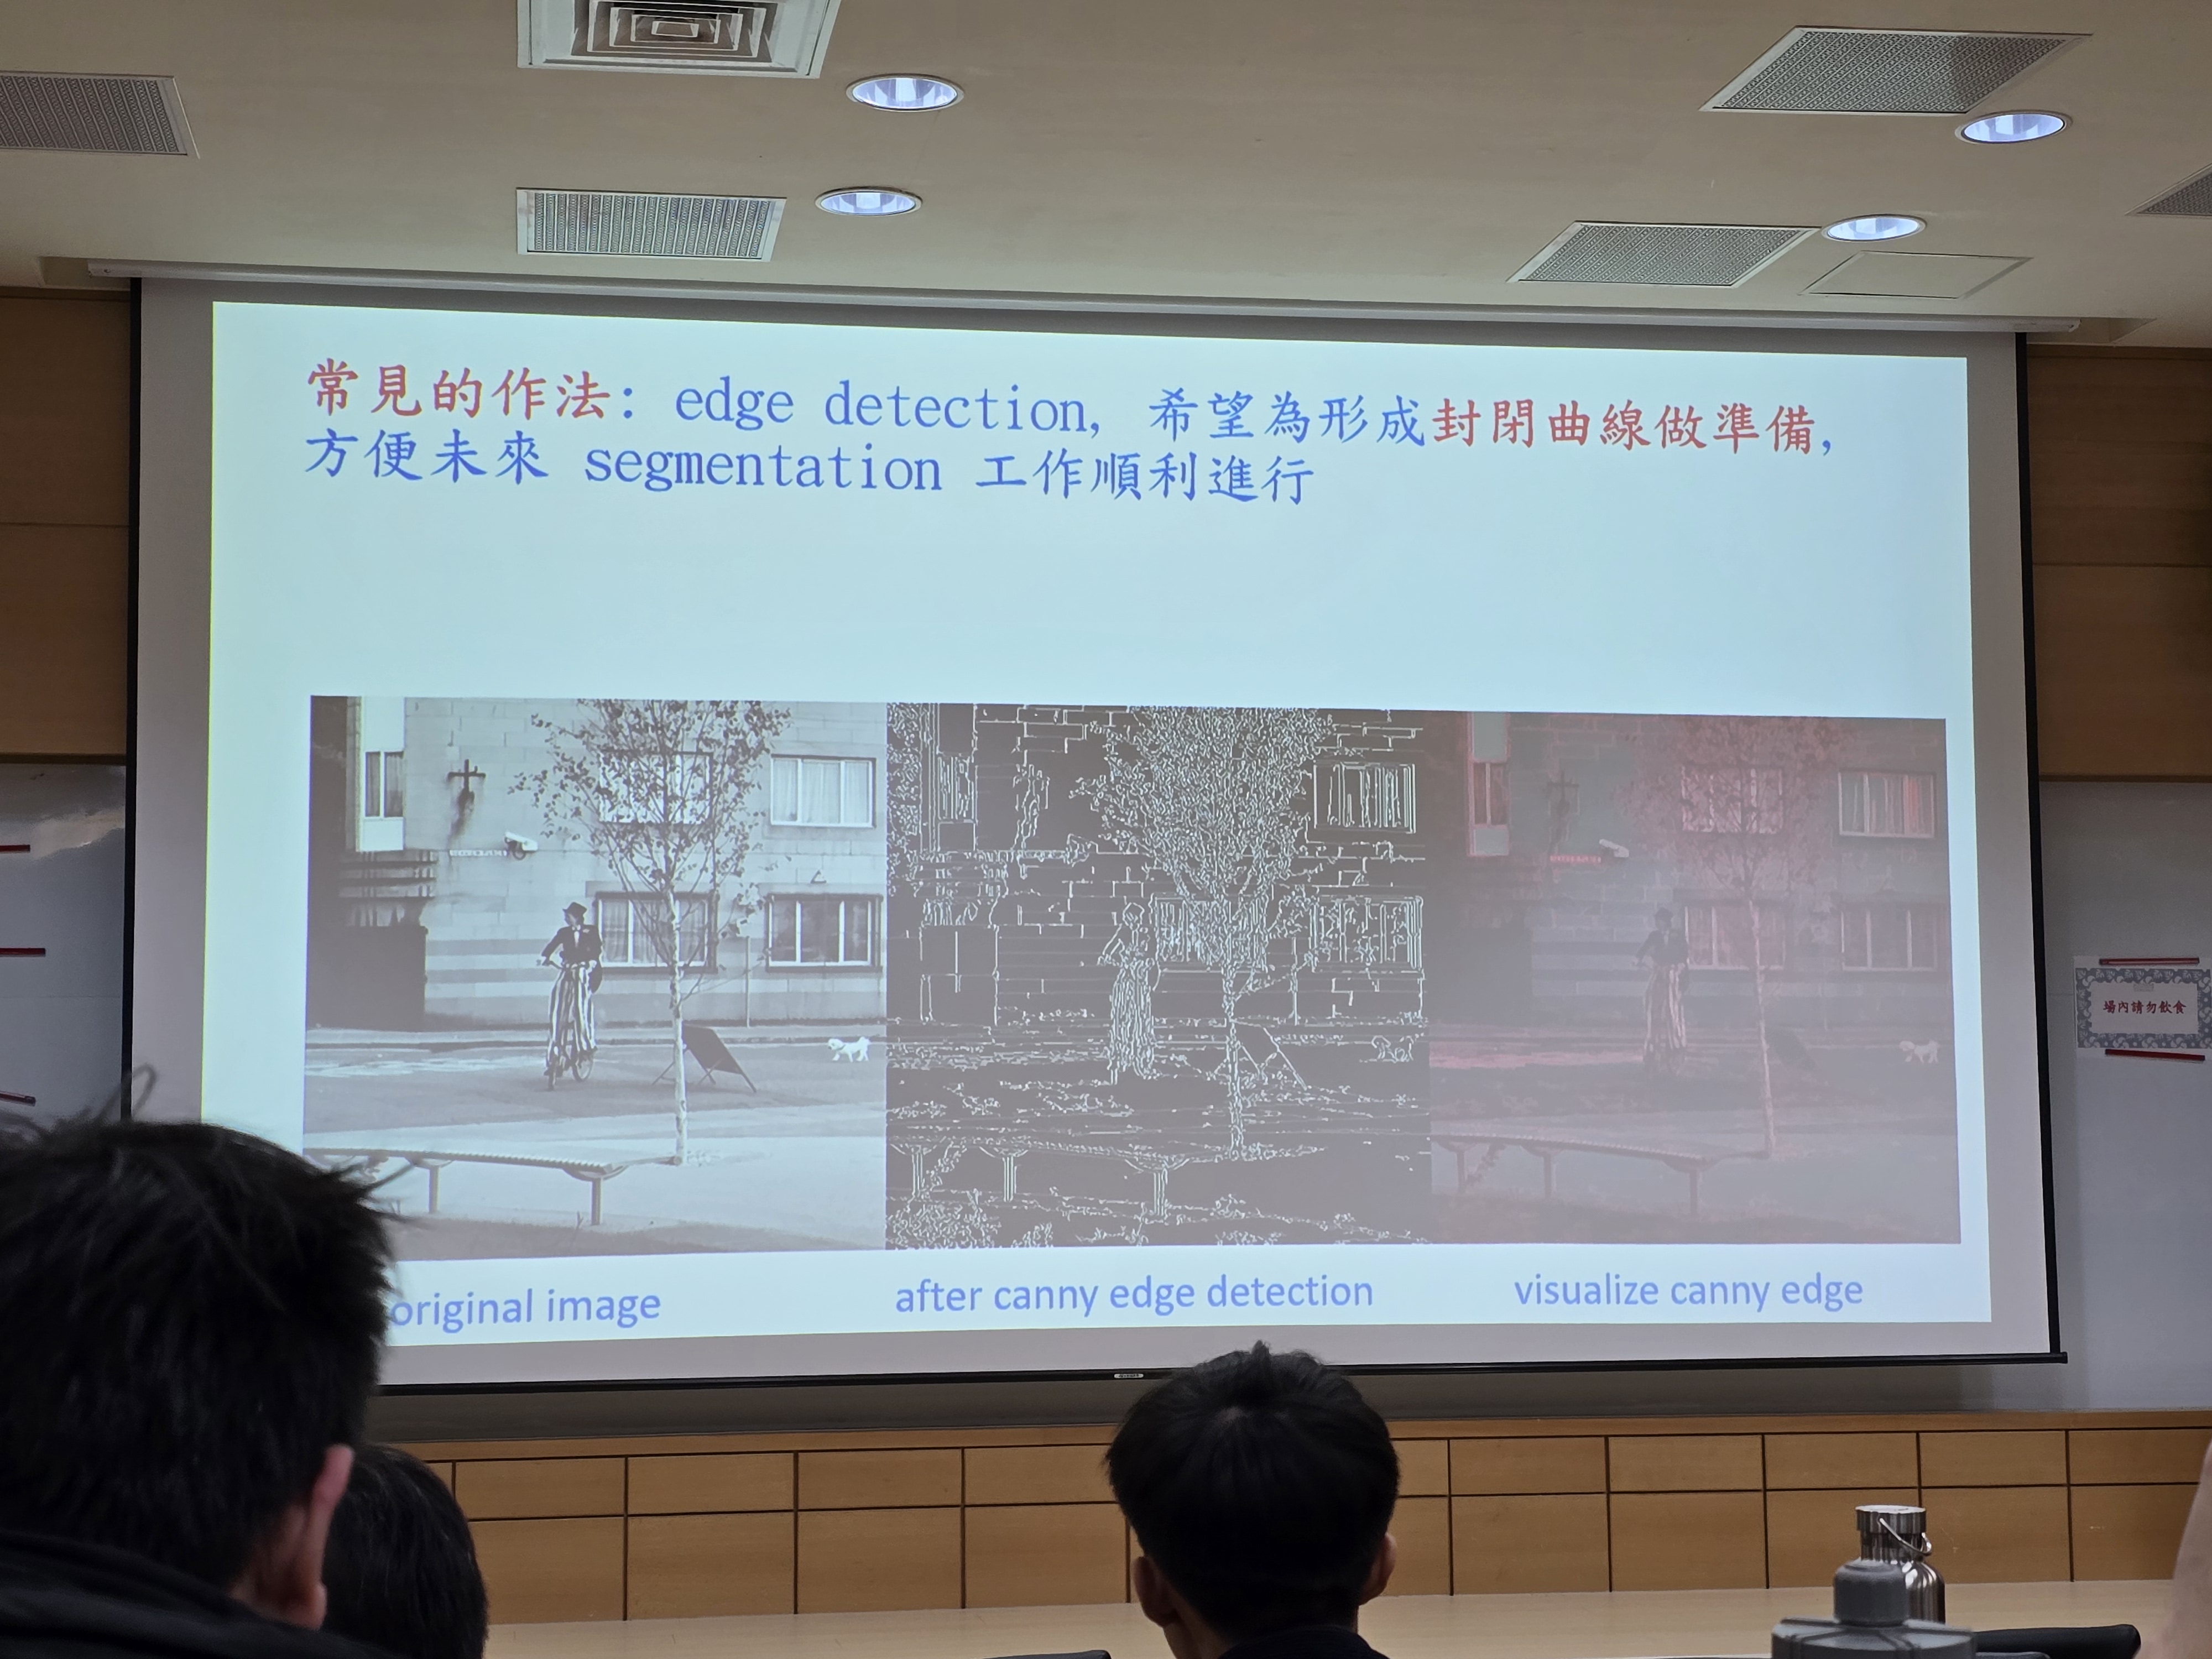 常見的作法: edge detection, 希望為形成封閉曲線做準備,
方便未來 segmentation 工作順利進行
original image
after canny edge detection
visualize canny edge
場內請勿飲食